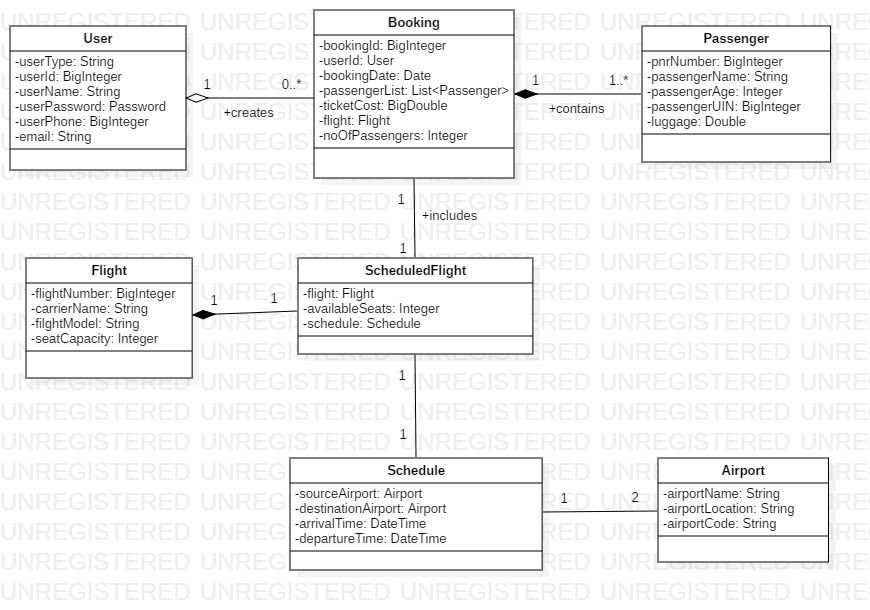 User
-userType: String
-userId: BigInteger
-userName: String
-userPassword: Password
-userPhone: BigInteger
-email: String
1
0..*
+creates
Booking
-bookingId: BigInteger
-userId: User
-bookingDate: Date
-passengerList: List<Passenger>
-ticketCost: BigDouble
-flight: Flight
-noOfPassengers: Integer
1
1..*
+contains
Passenger
-pnrNumber: BigInteger
-passengerName: String
-passengerAge: Integer
-passengerUIN: BigInteger
-luggage: Double
1
+includes
1
Flight
-flightNumber: BigInteger
-carrierName: String
-filghtModel: String
-seatCapacity: Integer
1
1
ScheduledFlight
-flight: Flight
-availableSeats: Integer
-schedule: Schedule
1
1
Schedule
-sourceAirport: Airport
-destinationAirport: Airport
-arrivalTime: DateTime
-departureTime: DateTime
1
2
Airport
-airportName: String
-airportLocation: String
-airportCode: String
UNREGISTERED